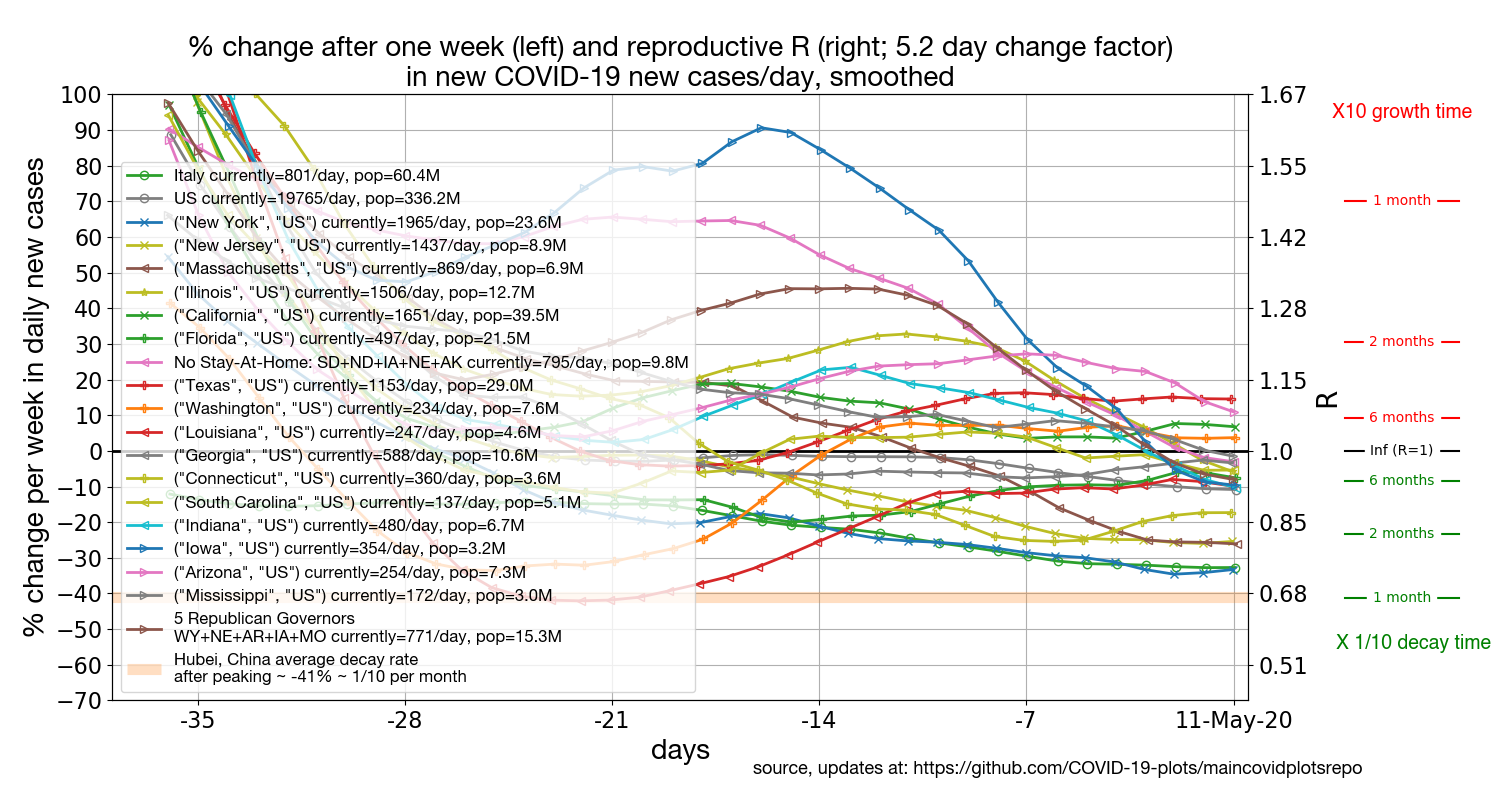 % change after one week (left) and reproductive R (right; 5.2 day change factor)
in new COVID-19 new cases/day, smoothed
% change per week in daily new cases
100
90
80
70
60
50
40
30
20
10
0
−10
−20
−30
−40
−50
−60
−70
Italy currently=801/day, pop=60.4M
US currently=19765/day, pop=336.2M
("New York", "US") currently=1965/day, pop=23.6M
("New Jersey", "US") currently=1437/day, pop=8.9M
("Massachusetts", "US") currently=869/day, pop=6.9M
("Illinois", "US") currently=1506/day, pop=12.7M
("California", "US") currently=1651/day, pop=39.5M
("Florida", "US") currently=497/day, pop=21.5M
No Stay-At-Home: SD+ND+IA+NE+AK currently=795/day, pop=9.8M
("Texas", "US") currently=1153/day, pop=29.0M
("Washington", "US") currently=234/day, pop=7.6M
("Louisiana", "US") currently=247/day, pop=4.6M
("Georgia", "US") currently=588/day, pop=10.6M
("Connecticut", "US") currently=360/day, pop=3.6M
("South Carolina", "US") currently=137/day, pop=5.1M
("Indiana", "US") currently=480/day, pop=6.7M
("Iowa", "US") currently=354/day, pop=3.2M
("Arizona", "US") currently=254/day, pop=7.3M
("Mississippi", "US") currently=172/day, pop=3.0M
5 Republican Governors
WY+NE+AR+IA+MO currently=771/day, pop=15.3M
Hubei, China average decay rate
after peaking ~ -41% ~ 1/10 per month
-35
-28
-21
-14
-7
11-May-20
days
1.67
1.55
1.42
1.28
1.15
1.0
0.85
0.68
0.51
R
X10 growth time
1 month
2 months
6 months
Inf (R=1)
6 months
2 months
1 month
X 1/10 decay time
source, updates at: https://github.com/COVID-19-plots/maincovidplotsrepo